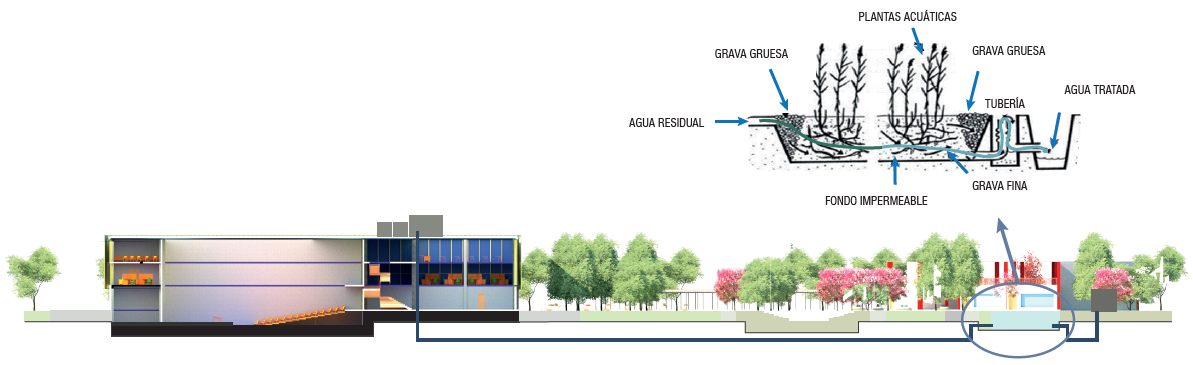 PLANTAS ACUÁTICAS
GRAVA GRUESA
GRAVA GRUESA
AGUA TRATADA
TUBERÍA
AGUA RESIDUAL
GRAVA FINA
FONDO IMPERMEABLE